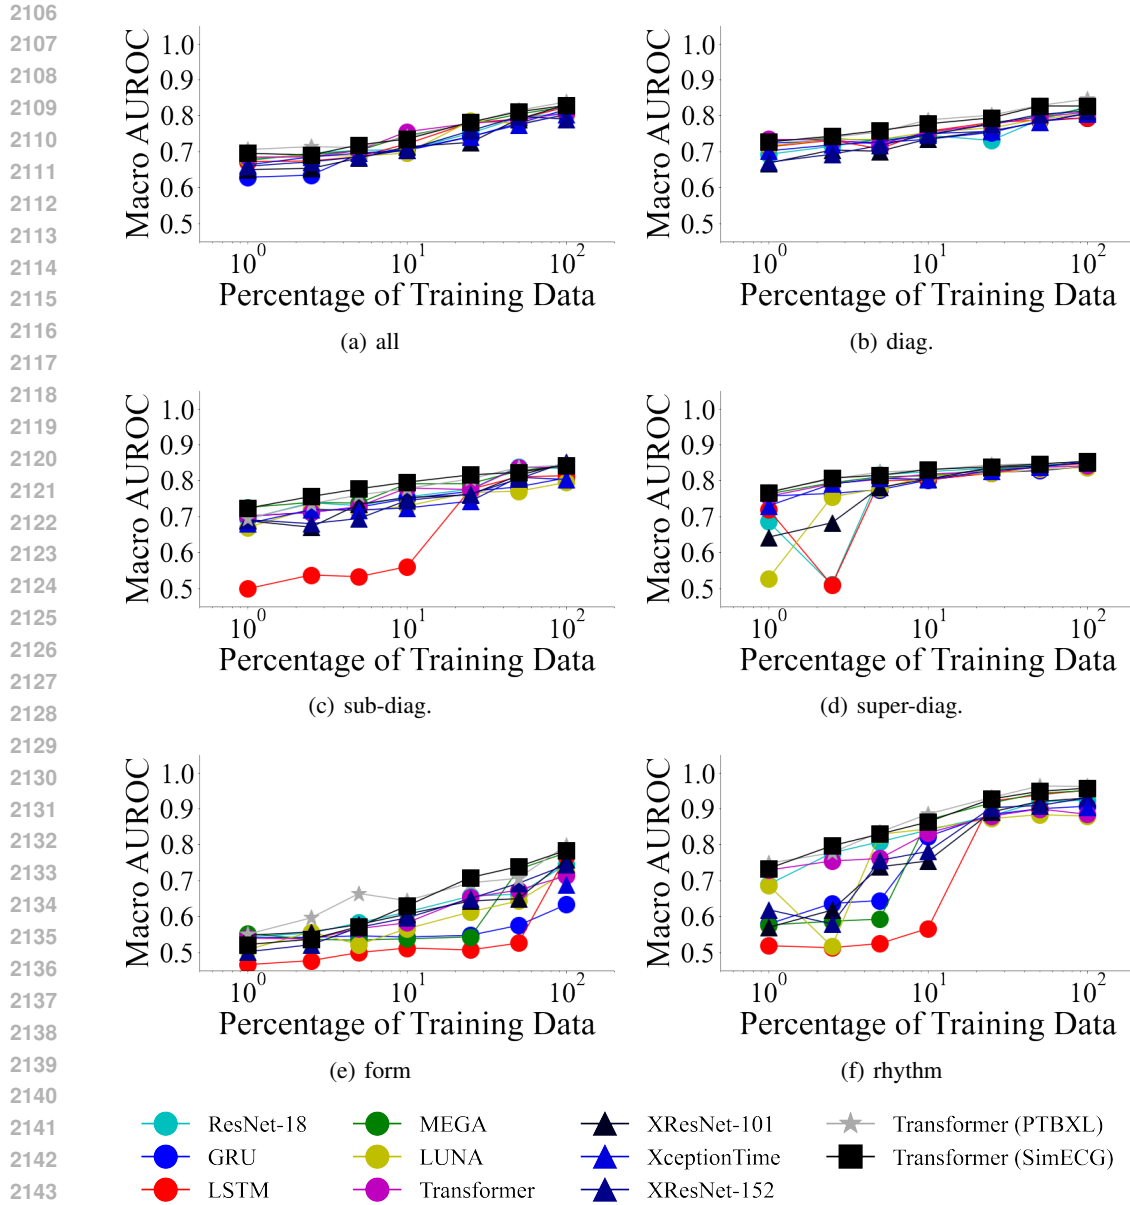 2106
2107
2108
2109
2110
2111
2112
2113
2114
2115
2116
2117
2118
2119
2120
2121
2122
2123
2124
2125
2126
2127
2128
2129
2130
2131
2132
2133
2134
2135
2136
2137
2138
2139
2140
2141
2142
2143
Macro AUROC
1.0
0.9
0.8
0.7
0.6
0.5
10^0 10^1 10^2
Percentage of Training Data
(a) all
Macro AUROC
1.0
0.9
0.8
0.7
0.6
0.5
10^0 10^1 10^2
Percentage of Training Data
(b) diag.
Macro AUROC
1.0
0.9
0.8
0.7
0.6
0.5
10^0 10^1 10^2
Percentage of Training Data
(c) sub-diag.
Macro AUROC
1.0
0.9
0.8
0.7
0.6
0.5
10^0 10^1 10^2
Percentage of Training Data
(d) super-diag.
Macro AUROC
1.0
0.9
0.8
0.7
0.6
0.5
10^0 10^1 10^2
Percentage of Training Data
(e) form
Macro AUROC
1.0
0.9
0.8
0.7
0.6
0.5
10^0 10^1 10^2
Percentage of Training Data
(f) rhythm
ResNet-18 MEGA XResNet-101 Transformer (PTBXL)
GRU LUNA XceptionTime Transformer (SimECG)
LSTM Transformer XResNet-152